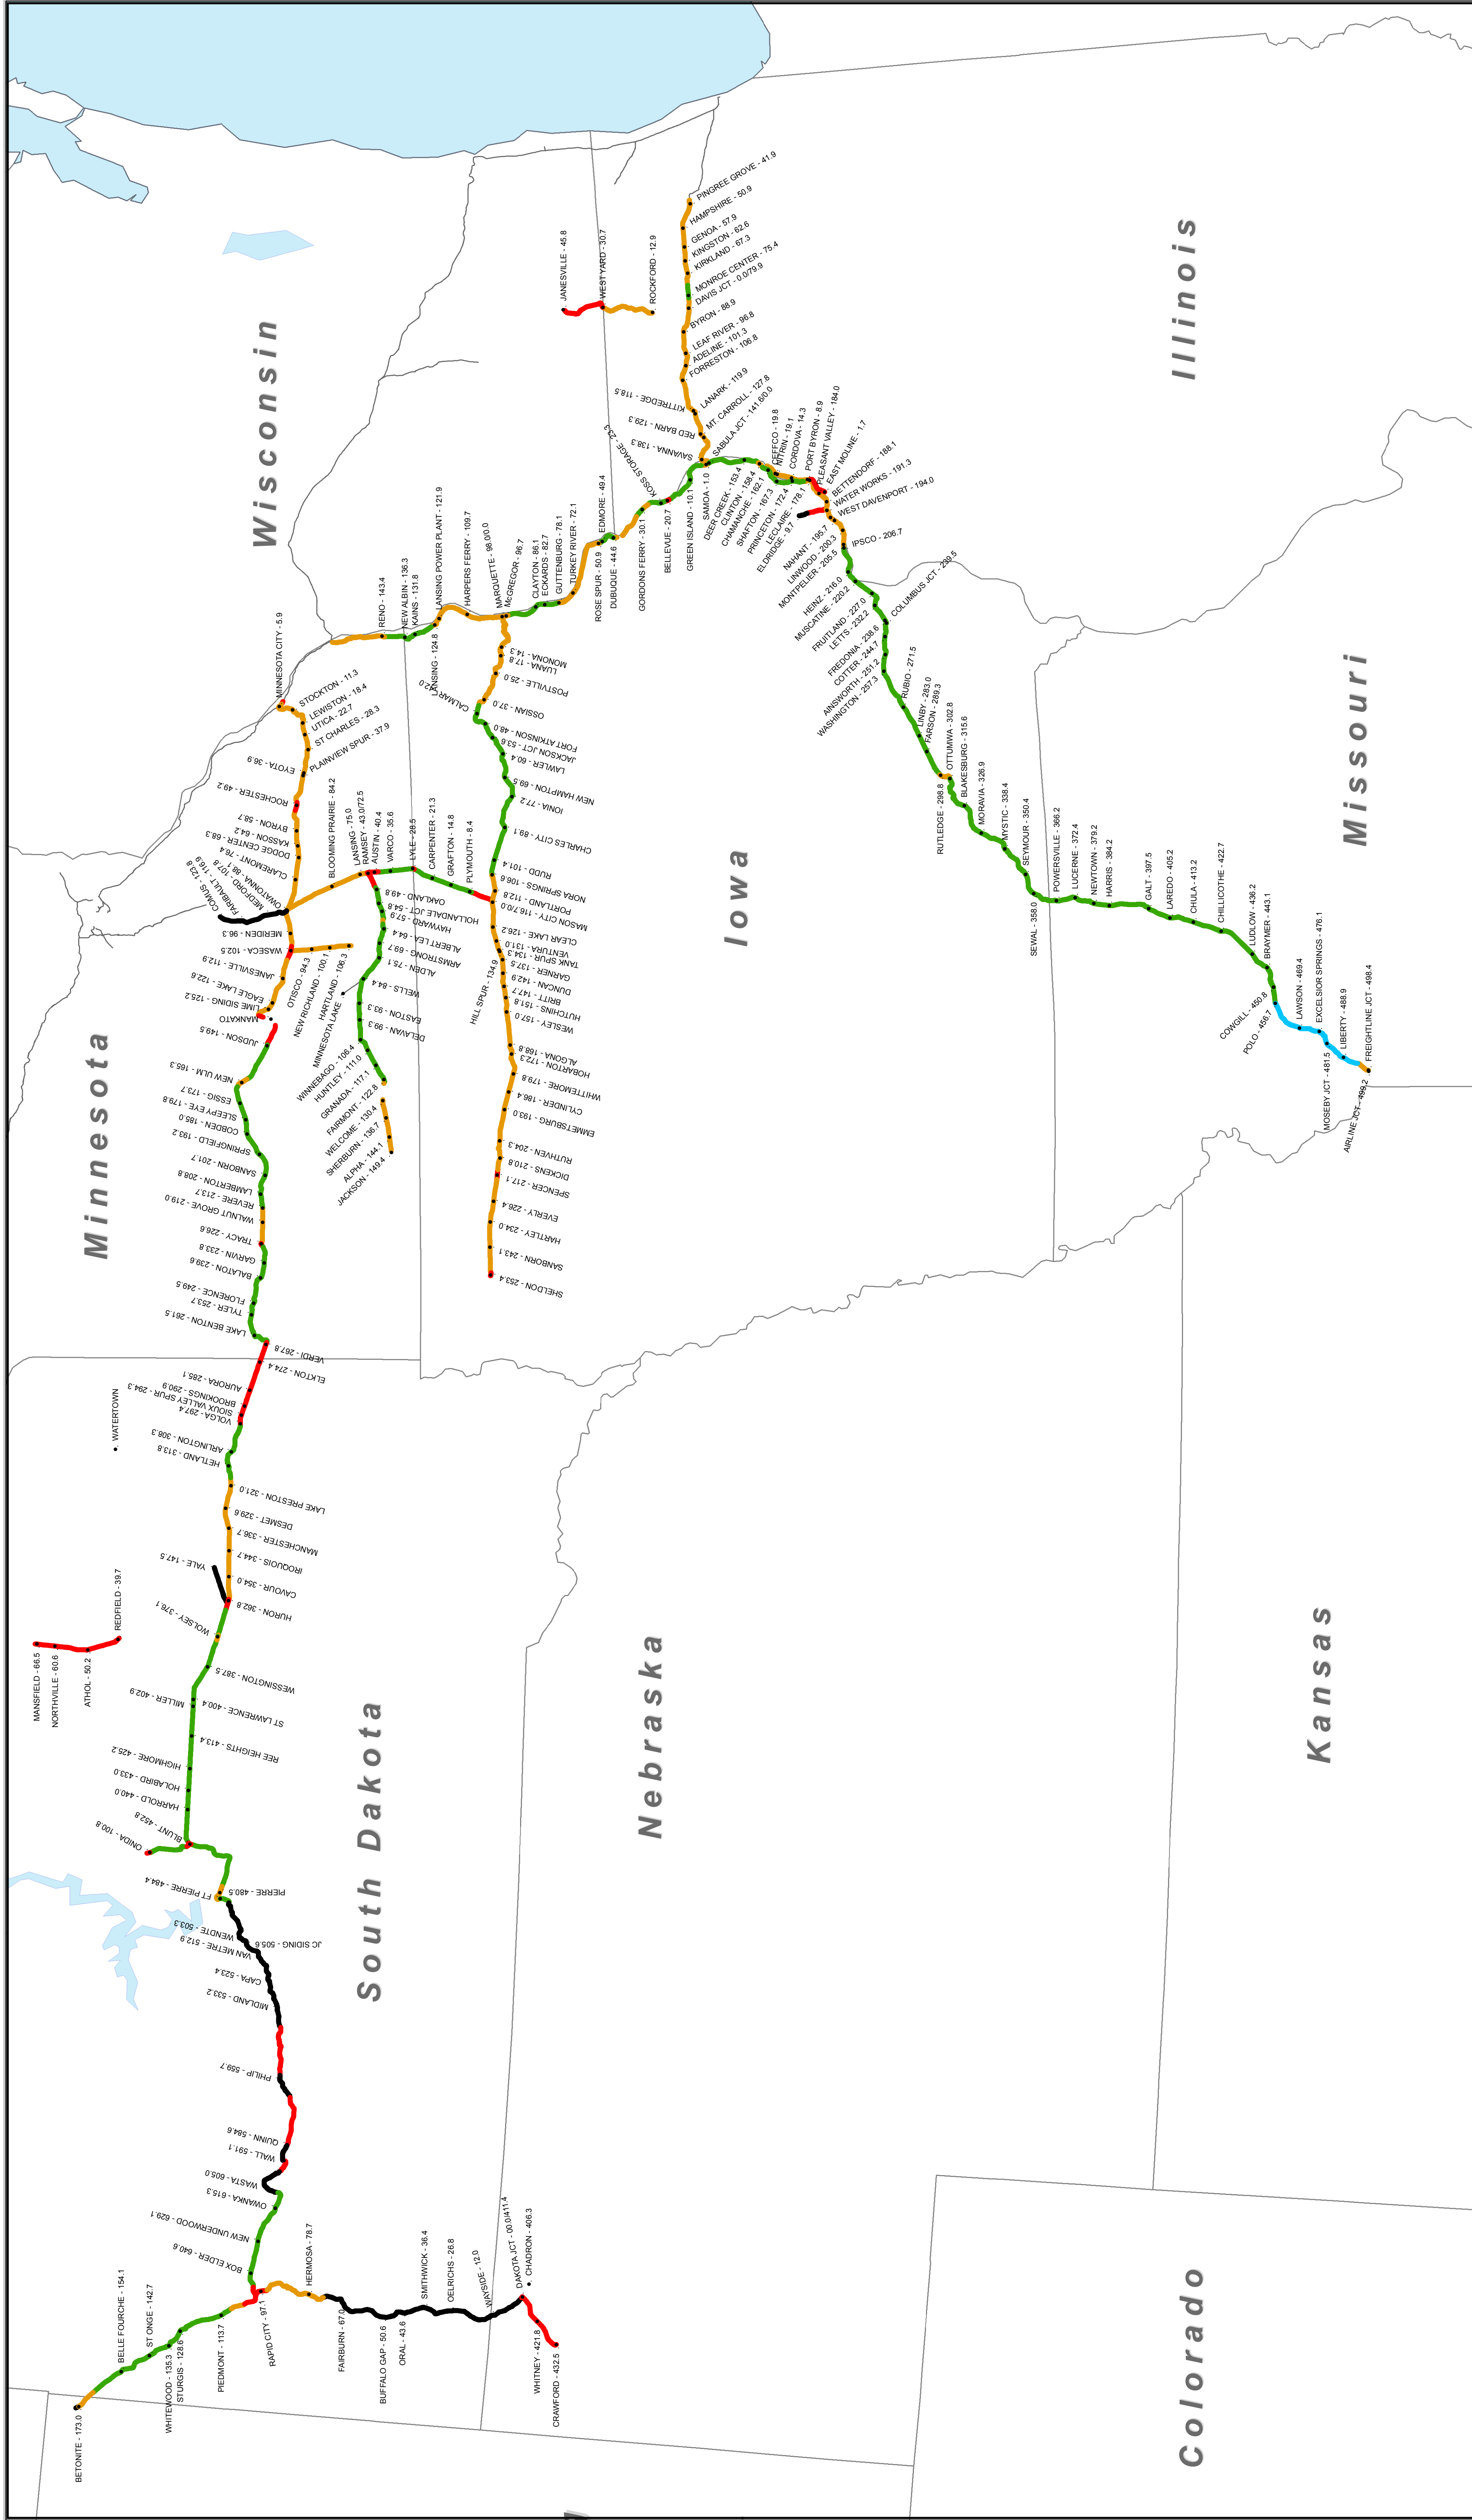 Wisconsin
Illinois
Minnesota
Iowa
Missouri
South Dakota
Nebraska
Kansas
Colorado
PINGREE GROVE - 41.9
HAMPSHIRE - 50.9
GENOA - 57.9
KINGSTON - 62.6
KIRKLAND - 67.3
MONROE CENTER - 75.4
DAVIS JCT - 0.0/79.9
BYRON - 88.9
LEAF RIVER - 96.8
ADELINE - 101.3
FORRESTON - 106.8
KITTREDGE - 118.5
LANARK - 119.9
MT. CARROLL - 127.8
RED BARN - 129.3
SAVANNA - 138.3
SABULA JCT - 141.6/0.0
JANESVILLE - 45.8
WEST YARD - 30.7
ROCKFORD - 12.9
CEFFCO - 19.8
NITRIN - 19.1
CORDOVA - 14.3
PORT BYRON - 8.9
PLEASANT VALLEY - 184.0
EAST MOLINE - 1.7
BETTENDORF - 188.1
WATER WORKS - 191.3
WEST DAVENPORT - 194.0
KOSS STORAGE - 23.3
SAMOA - 1.0
GREEN ISLAND - 10.1
BELLEVUE - 20.7
GORDONS FERRY - 30.1
DUBUQUE - 44.6
EDMORE - 49.4
ROSE SPUR - 50.9
TURKEY RIVER - 72.1
GUTTENBURG - 78.1
ECKARDS - 82.7
CLAYTON - 86.1
McGREGOR - 96.7
MARQUETTE - 98.0/0.0
HARPERS FERRY - 109.7
LANSING POWER PLANT - 121.9
LANSING - 124.8
KAINS - 131.8
NEW ALBIN - 136.3
RENO - 143.4
DEER CREEK - 153.4
CLINTON - 158.4
CHAMANCHE - 162.1
SHAFTON - 167.3
PRINCETON - 172.4
LECLAIRE - 178.1
ELDRIDGE - 9.7
NAHANT - 195.7
LINWOOD - 200.3
MONTPELIER - 205.5
IPSCO - 206.7
HEINZ - 216.0
MUSCATINE - 220.2
FRUITLAND - 227.0
LETTS - 232.2
FREDONIA - 238.6
COLUMBUS JCT - 239.5
COTTER - 244.7
AINSWORTH - 251.2
WASHINGTON - 257.3
RUBIO - 271.5
LINBY - 283.0
FARSON - 289.3
RUTLEDGE - 298.8
OTTUMWA - 302.8
BLAKESBURG - 315.6
MORAVIA - 326.9
MYSTIC - 338.4
SEYMOUR - 350.4
SEWAL - 358.0
POWERSVILLE - 366.2
LUCERNE - 372.4
NEWTOWN - 379.2
HARRIS - 384.2
GALT - 397.5
LAREDO - 405.2
CHULA - 413.2
CHILLICOTHE - 422.7
LUDLOW - 436.2
BRAYMER - 443.1
COWGILL - 450.8
POLO - 456.7
LAWSON - 469.4
EXCELSIOR SPRINGS - 476.1
MOSEBY JCT - 481.5
LIBERTY - 488.9
FREIGHTLINE JCT - 498.4
AIRLINE JCT - 499.2
MINNESOTA CITY - 5.9
STOCKTON - 11.3
LEWISTON - 18.4
UTICA - 22.7
ST CHARLES - 28.3
EYOTA - 36.9
PLAINVIEW SPUR - 37.9
ROCHESTER - 49.2
BYRON - 58.7
KASSON - 64.2
DODGE CENTER - 68.3
CLAREMONT - 76.4
OWATONNA - 88.1
MEDFORD - 107.8
FARIBAULT - 116.9
COMUS - 123.8
MERIDEN - 96.3
WASECA - 102.5
JANESVILLE - 112.9
EAGLE LAKE - 122.6
LIME SIDING - 125.2
MANKATO
JUDSON - 149.5
NEW ULM - 165.3
ESSIG - 173.7
SLEEPY EYE - 179.8
COBDEN - 185.0
SPRINGFIELD - 193.2
SANBORN - 201.7
LAMBERTON - 208.8
REVERE - 213.7
WALNUT GROVE - 219.0
TRACY - 226.6
GARVIN - 233.8
BALATON - 239.6
FLORENCE - 249.5
TYLER - 253.7
LAKE BENTON - 261.5
VERDI - 267.8
ELKTON - 274.4
BLOOMING PRAIRIE - 84.2
LANSING - 75.0
RAMSEY - 43.0/72.5
AUSTIN - 40.4
VARCO - 35.6
LYLE - 28.5
CARPENTER - 21.3
GRAFTON - 14.8
PLYMOUTH - 8.4
OTISCO - 94.3
NEW RICHLAND - 100.1
HARTLAND - 106.3
MINNESOTA LAKE
OAKLAND - 49.8
HOLLANDALE JCT - 54.8
HAYWARD - 57.9
ALBERT LEA - 64.4
ARMSTRONG - 69.7
ALDEN - 75.1
WELLS - 84.4
EASTON - 93.3
DELAVAN - 99.3
WINNEBAGO - 106.4
HUNTLEY - 111.0
GRANADA - 117.1
FAIRMONT - 122.8
WELCOME - 130.4
SHERBURN - 136.7
ALPHA - 144.1
JACKSON - 149.4
MONONA - 14.3
LUANA - 17.8
POSTVILLE - 25.0
OSSIAN - 37.0
CALMAR - 42.0
FORT ATKINSON - 48.0
JACKSON JCT - 53.6
LAWLER - 60.4
NEW HAMPTON - 69.5
IONIA - 77.2
CHARLES CITY - 89.1
RUDD - 101.4
NORA SPRINGS - 106.6
PORTLAND - 112.8
MASON CITY - 116.7/0.0
CLEAR LAKE - 126.2
VENTURA - 131.0
TANK SPUR - 134.3
HILL SPUR - 134.9
GARNER - 137.5
DUNCAN - 142.9
BRITT - 147.7
HUTCHINS - 151.8
WESLEY - 157.0
ALGONA - 168.8
HOBARTON - 172.3
WHITTEMORE - 179.8
CYLINDER - 186.4
EMMETSBURG - 193.0
RUTHVEN - 204.3
DICKENS - 210.8
SPENCER - 217.1
EVERLY - 226.4
HARTLEY - 234.0
SANBORN - 243.1
SHELDON - 253.4
AURORA - 285.1
BROOKINGS - 290.9
SIOUX VALLEY SPUR - 294.3
VOLGA - 297.4
WATERTOWN
ARLINGTON - 308.3
HETLAND - 313.8
LAKE PRESTON - 321.0
DESMET - 329.6
MANCHESTER - 336.7
IROQUOIS - 344.7
CAVOUR - 354.0
YALE - 147.5
HURON - 362.8
WOLSEY - 376.1
REDFIELD - 39.7
ATHOL - 50.2
NORTHVILLE - 60.6
MANSFIELD - 66.5
WESSINGTON - 387.5
ST LAWRENCE - 400.4
MILLER - 402.9
REE HEIGHTS - 413.4
HIGHMORE - 425.2
HOLABIRD - 433.0
HARROLD - 440.0
BLUNT - 452.8
ONIDA - 100.8
PIERRE - 480.5
FT PIERRE - 484.4
WENDTE - 503.3
JC SIDING - 505.6
VAN METRE - 512.9
CAPA - 523.4
MIDLAND - 533.2
PHILIP - 559.7
QUINN - 584.6
WALL - 591.1
WASTA - 605.0
OWANKA - 615.3
NEW UNDERWOOD - 629.1
BOX ELDER - 640.6
RAPID CITY - 97.1
HERMOSA - 78.7
FAIRBURN - 67.0
BUFFALO GAP - 50.6
ORAL - 43.6
SMITHWICK - 36.4
OELRICHS - 26.8
WAYSIDE - 12.0
DAKOTA JCT - 00.0/411.4
CHADRON - 406.3
WHITNEY - 421.8
CRAWFORD - 432.5
PIEDMONT - 113.7
STURGIS - 128.6
WHITEWOOD - 135.3
ST ONGE - 142.7
BELLE FOURCHE - 154.1
BETONITE - 173.0